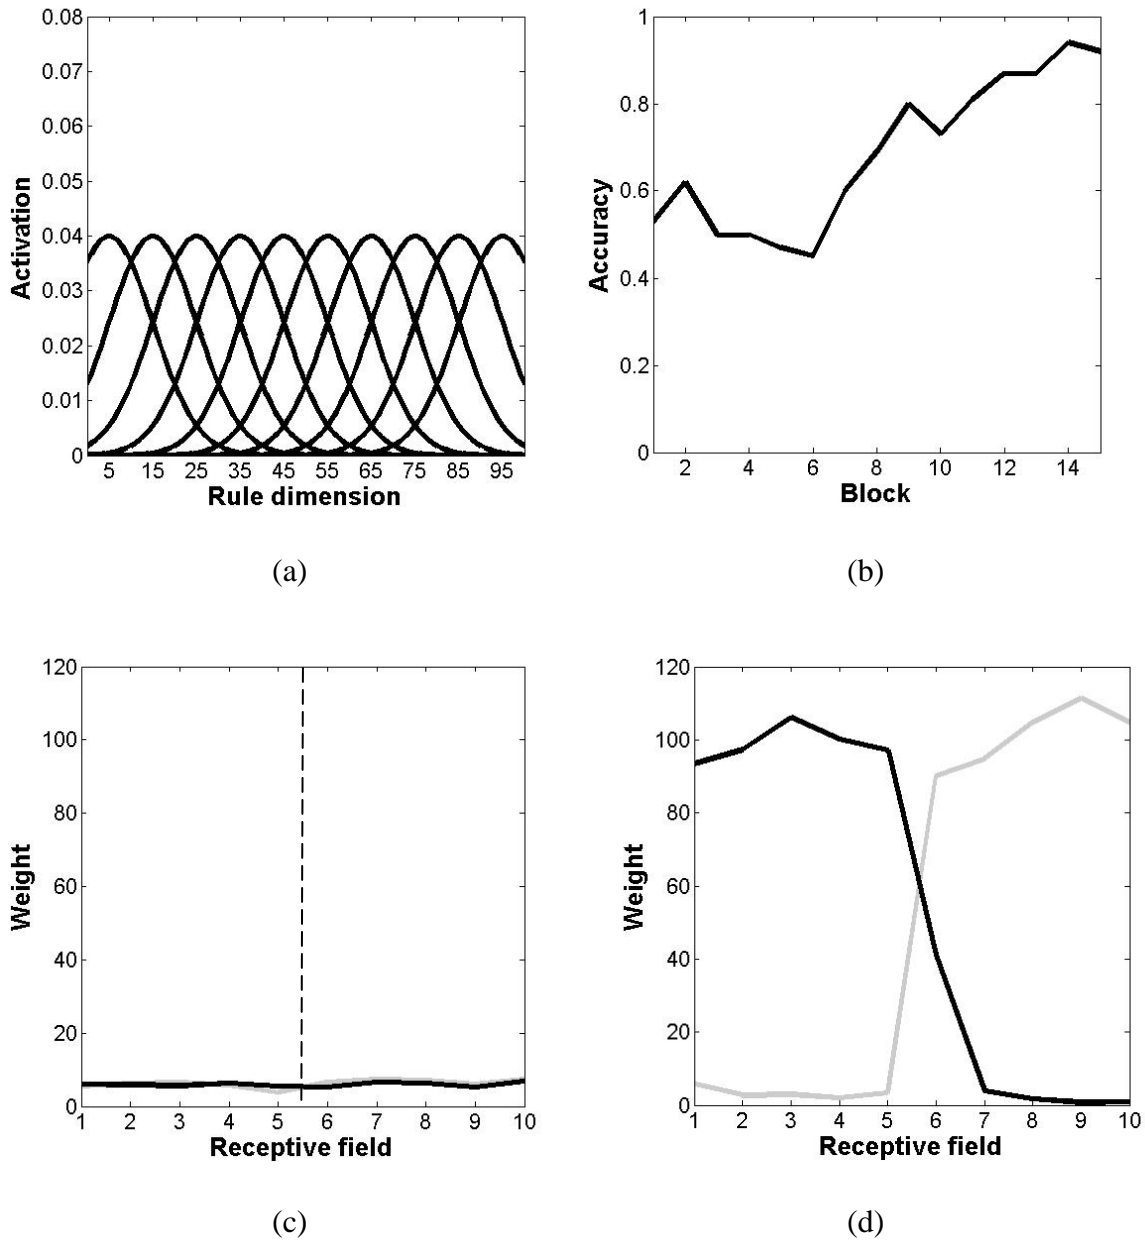 0.08
0.07
0.06
0.05
0.04
0.03
0.02
0.01
0
Activation
5 15 25 35 45 55 65 75 85 95
Rule dimension
(a)
1
0.8
0.6
0.4
0.2
0
Accuracy
2 4 6 8 10 12 14
Block
(b)
120
100
80
60
40
20
0
Weight
1 2 3 4 5 6 7 8 9 10
Receptive field
(c)
120
100
80
60
40
20
0
Weight
1 2 3 4 5 6 7 8 9 10
Receptive field
(d)